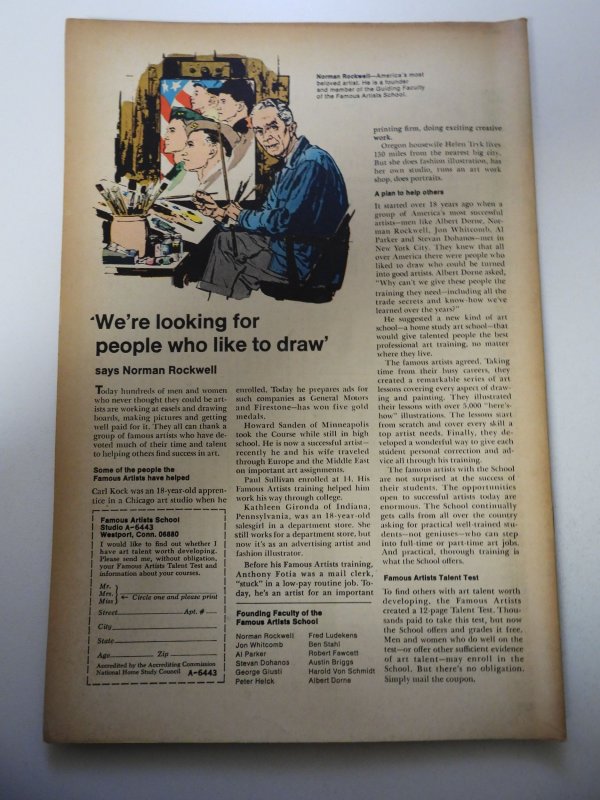 Norman Rockwell—America's most
beloved artist. He is a founder
and member of the Guiding Faculty
of the Famous Artists School.
'We're looking for
people who like to draw'
says Norman Rockwell
Today hundreds of men and women
who never thought they could be art-
ists are working at easels and drawing
boards, making pictures and getting
well paid for it. They all can thank a
group of famous artists who have de-
voted much of their time and talent
to helping others find success in art.
Some of the people the
Famous Artists have helped
Carl Kock was an 18-year-old appren-
tice in a Chicago art studio when he
Famous Artists School
Studio A-6443
Westport, Conn. 06880
I would like to find out whether I
have art talent worth developing.
Please send me, without obligation,
your Famous Artists Talent Test and
information about your courses.
Mr.
Mrs.
Miss
← Circle one and please print
Street Apt. #
City
State
Age Zip
Accredited by the Accrediting Commission
National Home Study Council A-6443
enrolled. Today he prepares ads for
such companies as General Motors
and Firestone—has won five gold
medals.
Howard Sanden of Minneapolis
took the Course while still in high
school. He is now a successful artist—
recently he and his wife traveled
through Europe and the Middle East
on important art assignments.
Paul Sullivan enrolled at 14. His
Famous Artists training helped him
work his way through college.
Kathleen Gironda of Indiana,
Pennsylvania, was an 18-year-old
salesgirl in a department store. She
still works for a department store, but
now it's as an advertising artist and
fashion illustrator.
Before his Famous Artists training,
Anthony Fotia was a mail clerk,
"stuck" in a low-pay routine job. To-
day, he's an artist for an important
Founding Faculty of the
Famous Artists School
Norman Rockwell
Jon Whitcomb
Al Parker
Stevan Dohanos
George Giusti
Peter Helck
Fred Ludekens
Ben Stahl
Robert Fawcett
Austin Briggs
Harold Von Schmidt
Albert Dorne
printing firm, doing exciting creative
work.
Oregon housewife Helen Tryk lives
150 miles from the nearest big city.
But she does fashion illustration, has
her own studio, runs an art work
shop, does portraits.
A plan to help others
It started over 18 years ago when a
group of America's most successful
artists—men like Albert Dorne, Nor-
man Rockwell, Jon Whitcomb, Al
Parker and Stevan Dohanos—met in
New York City. They knew that all
over America there were people who
liked to draw who could be turned
into good artists. Albert Dorne asked,
"Why can't we give these people the
training they need—including all the
trade secrets and know-how we've
learned over the years?"
He suggested a new kind of art
school—a home study art school—that
would give talented people the best
professional art training, no matter
where they live.
The famous artists agreed. Taking
time from their busy careers, they
created a remarkable series of art
lessons covering every aspect of draw-
ing and painting. They illustrated
their lessons with over 5,000 "here's-
how" illustrations. The lessons start
from scratch and cover every skill a
top artist needs. Finally, they de-
veloped a wonderful way to give each
student personal correction and ad-
vice all through his training.
The famous artists with the School
are not surprised at the success of
their students. The opportunities
open to successful artists today are
enormous. The School continually
gets calls from all over the country
asking for practical well-trained stu-
dents—not geniuses—who can step
into full-time or part-time art jobs.
And practical, thorough training is
what the School offers.
Famous Artists Talent Test
To find others with art talent worth
developing, the Famous Artists
created a 12-page Talent Test. Thou-
sands paid to take this test, but now
the School offers and grades it free.
Men and women who do well on the
test—or offer other sufficient evidence
of art talent—may enroll in the
School. But there's no obligation.
Simply mail the coupon.